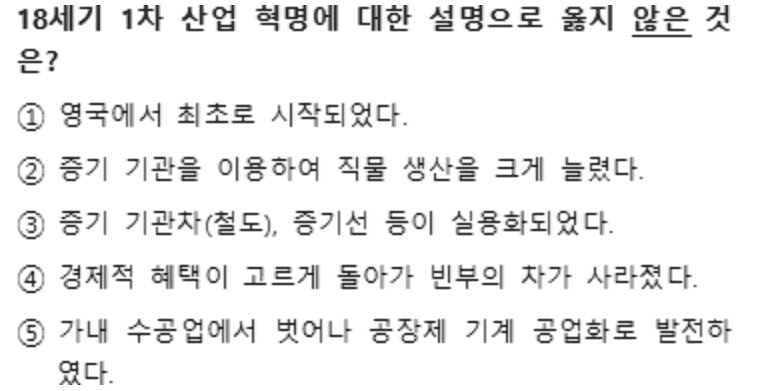 18세기 1차 산업 혁명에 대한 설명으로 옳지 않은 것
은?
① 영국에서 최초로 시작되었다.
② 증기 기관을 이용하여 직물 생산을 크게 늘렸다.
③ 증기 기관차(철도), 증기선 등이 실용화되었다.
④ 경제적 혜택이 고르게 돌아가 빈부의 차가 사라졌다.
⑤ 가내 수공업에서 벗어나 공장제 기계 공업화로 발전하
였다.